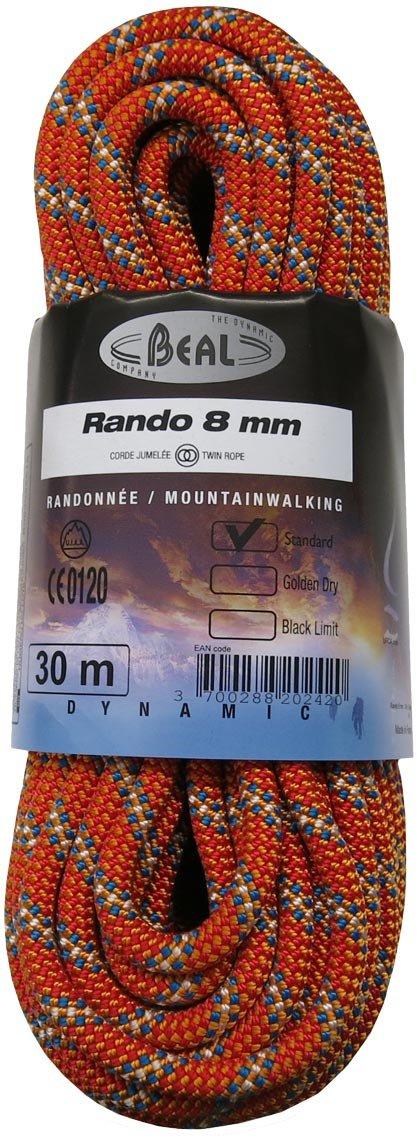 THE DYNAMIC
BEAL
COMPANY
Rando 8 mm
CORDE JUMELÉE TWIN ROPE
RANDONNÉE / MOUNTAINWALKING
U.I.A.A.
Standard
CE0120
Golden Dry
Black Limit
EAN code
30 m
3 700288 202420
DYNAMIC